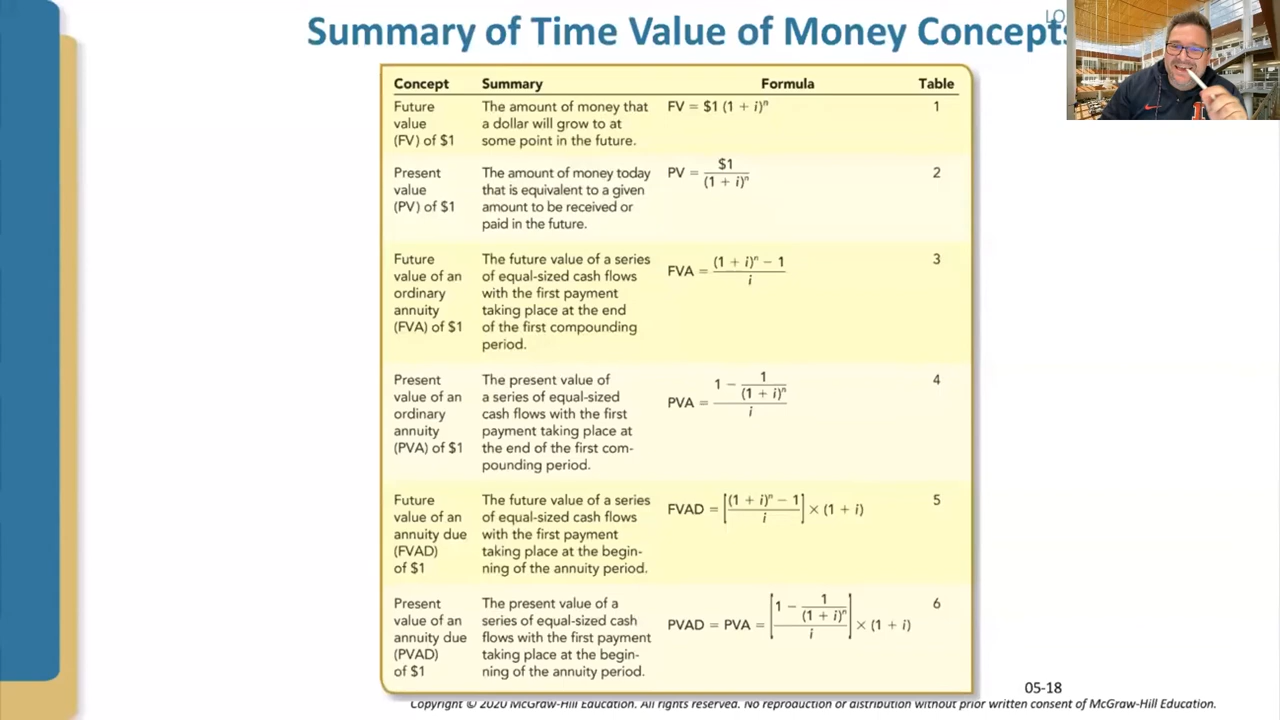 LO
Summary of Time Value of Money Concepts
Concept Summary Formula Table
Future The amount of money that FV = $1 (1 + i)ⁿ 1
value a dollar will grow to at
(FV) of $1 some point in the future.
Present The amount of money today PV = $1 / (1 + i)ⁿ 2
value that is equivalent to a given
(PV) of $1 amount to be received or
paid in the future.
Future The future value of a series FVA = (1 + i)ⁿ − 1 / i 3
value of an of equal-sized cash flows
ordinary with the first payment
annuity taking place at the end
(FVA) of $1 of the first compounding
period.
Present The present value of PVA = 1 − 1 / (1 + i)ⁿ / i 4
value of an a series of equal-sized
ordinary cash flows with the first
annuity payment taking place at
(PVA) of $1 the end of the first com-
pounding period.
Future The future value of a series FVAD = [(1 + i)ⁿ − 1 / i] × (1 + i) 5
value of an of equal-sized cash flows
annuity due with the first payment
(FVAD) taking place at the begin-
of $1 ning of the annuity period.
Present The present value of a PVAD = PVA = [1 − 1 / (1 + i)ⁿ / i] × (1 + i) 6
value of an series of equal-sized cash
annuity due flows with the first payment
(PVAD) taking place at the begin-
of $1 ning of the annuity period.
05-18
Copyright © 2020 McGraw-Hill Education. All rights reserved. No reproduction or distribution without prior written consent of McGraw-Hill Education.